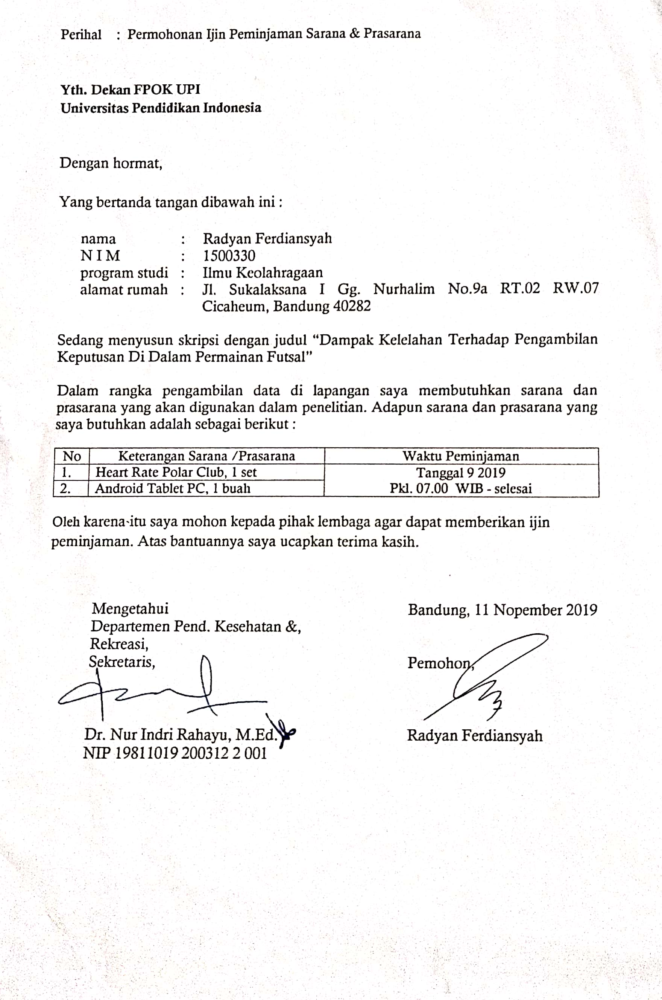 Perihal : Permohonan Ijin Peminjaman Sarana & Prasarana
Yth. Dekan FPOK UPI
Universitas Pendidikan Indonesia
Dengan hormat,
Yang bertanda tangan dibawah ini :
nama : Radyan Ferdiansyah
N I M : 1500330
program studi : Ilmu Keolahragaan
alamat rumah : Jl. Sukalaksana I Gg. Nurhalim No.9a RT.02 RW.07
Cicaheum, Bandung 40282
Sedang menyusun skripsi dengan judul “Dampak Kelelahan Terhadap Pengambilan
Keputusan Di Dalam Permainan Futsal”
Dalam rangka pengambilan data di lapangan saya membutuhkan sarana dan
prasarana yang akan digunakan dalam penelitian. Adapun sarana dan prasarana yang
saya butuhkan adalah sebagai berikut :
No Keterangan Sarana /Prasarana Waktu Peminjaman
1. Heart Rate Polar Club, 1 set Tanggal 9 2019
2. Android Tablet PC, 1 buah Pkl. 07.00 WIB - selesai
Oleh karena itu saya mohon kepada pihak lembaga agar dapat memberikan ijin
peminjaman. Atas bantuannya saya ucapkan terima kasih.
Mengetahui
Departemen Pend. Kesehatan &,
Rekreasi,
Sekretaris,
Dr. Nur Indri Rahayu, M.Ed.
NIP 19811019 200312 2 001
Bandung, 11 Nopember 2019
Pemohon,
Radyan Ferdiansyah